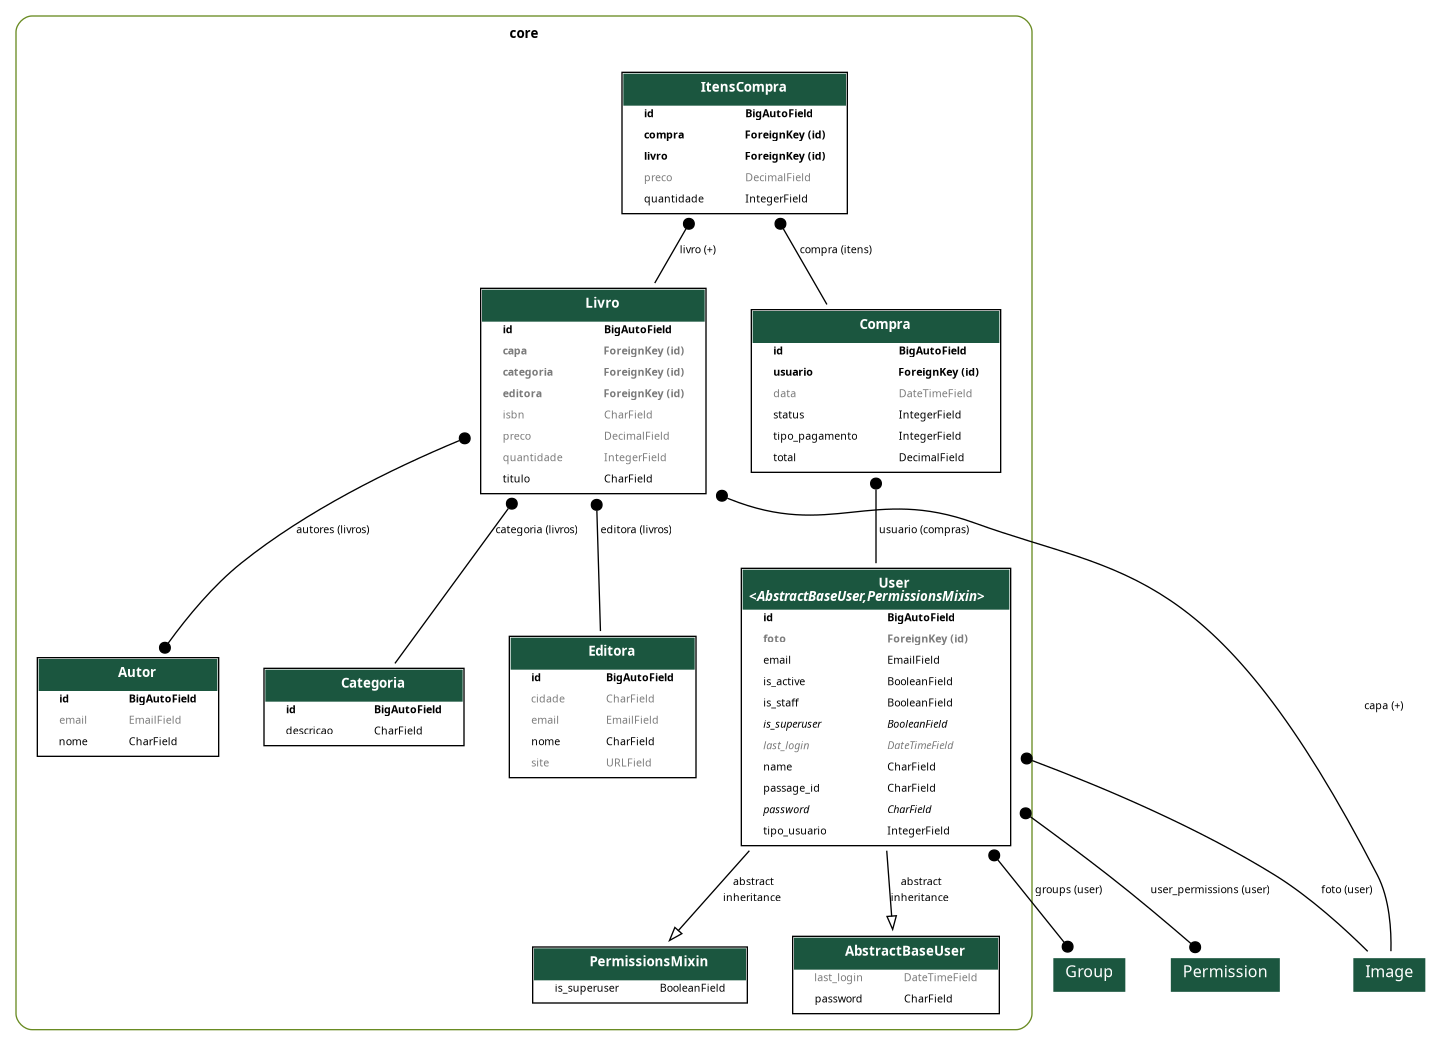 core
ItensCompra
id BigAutoField
compra ForeignKey (id)
livro ForeignKey (id)
preco DecimalField
quantidade IntegerField
livro (+)
compra (itens)
Livro
id BigAutoField
capa ForeignKey (id)
categoria ForeignKey (id)
editora ForeignKey (id)
isbn CharField
preco DecimalField
quantidade IntegerField
titulo CharField
Compra
id BigAutoField
usuario ForeignKey (id)
data DateTimeField
status IntegerField
tipo_pagamento IntegerField
total DecimalField
autores (livros)
categoria (livros)
editora (livros)
usuario (compras)
User
<AbstractBaseUser,PermissionsMixin>
id BigAutoField
foto ForeignKey (id)
email EmailField
is_active BooleanField
is_staff BooleanField
is_superuser BooleanField
last_login DateTimeField
name CharField
passage_id CharField
password CharField
tipo_usuario IntegerField
Autor
id BigAutoField
email EmailField
nome CharField
Categoria
id BigAutoField
descricao CharField
Editora
id BigAutoField
cidade CharField
email EmailField
nome CharField
site URLField
capa (+)
abstract
inheritance
abstract
inheritance
groups (user)
user_permissions (user)
foto (user)
PermissionsMixin
is_superuser BooleanField
AbstractBaseUser
last_login DateTimeField
password CharField
Group
Permission
Image